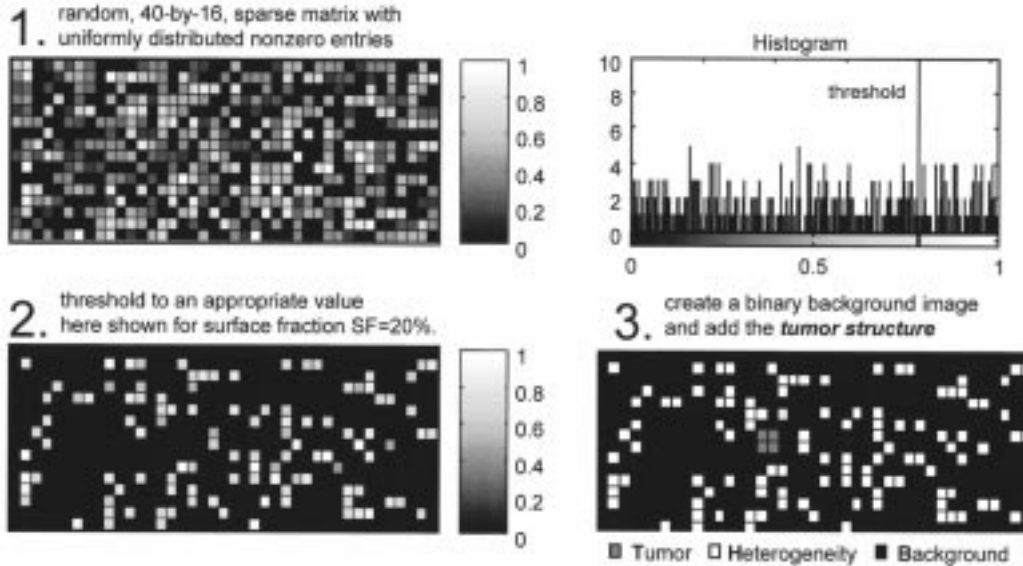 1. random, 40-by-16, sparse matrix with
uniformly distributed nonzero entries
1
0.8
0.6
0.4
0.2
0
Histogram
threshold
10
8
6
4
2
0
0
0.5
1
2. threshold to an appropriate value
here shown for surface fraction SF=20%.
1
0.8
0.6
0.4
0.2
0
3. create a binary background image
and add the tumor structure
Tumor Heterogeneity Background